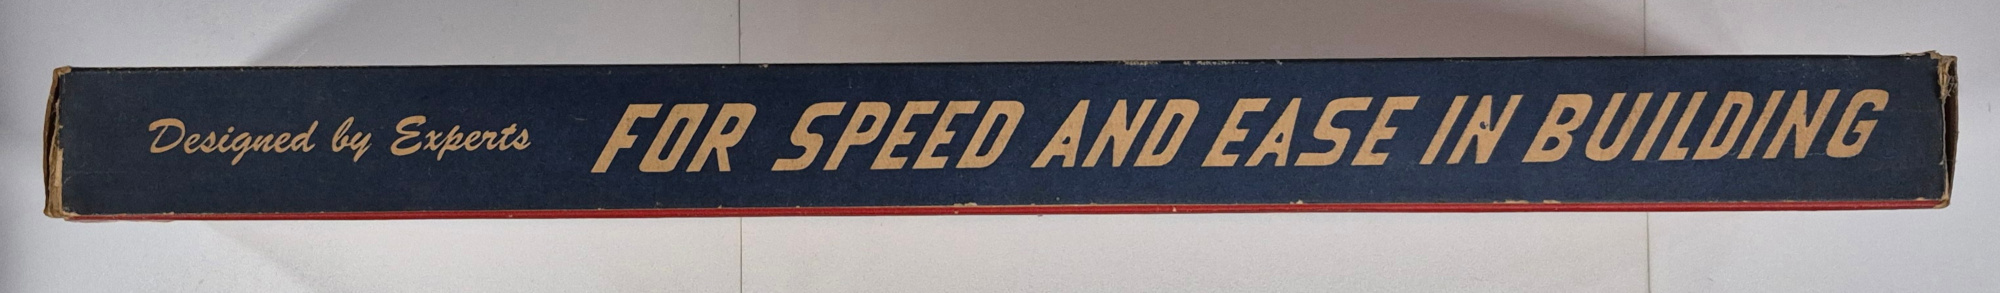 Designed by Experts FOR SPEED AND EASE IN BUILDING